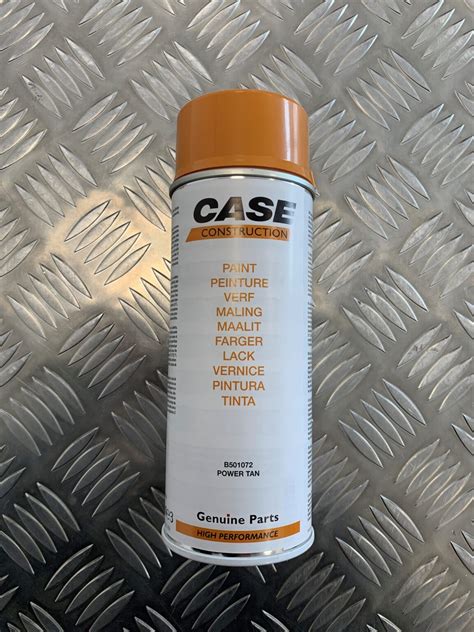 CASE
CONSTRUCTION
PAINT
PEINTURE
VERF
MALING
MAALIT
FARGER
LACK
VERNICE
PINTURA
TINTA
B501072
POWER TAN
Genuine Parts
HIGH PERFORMANCE